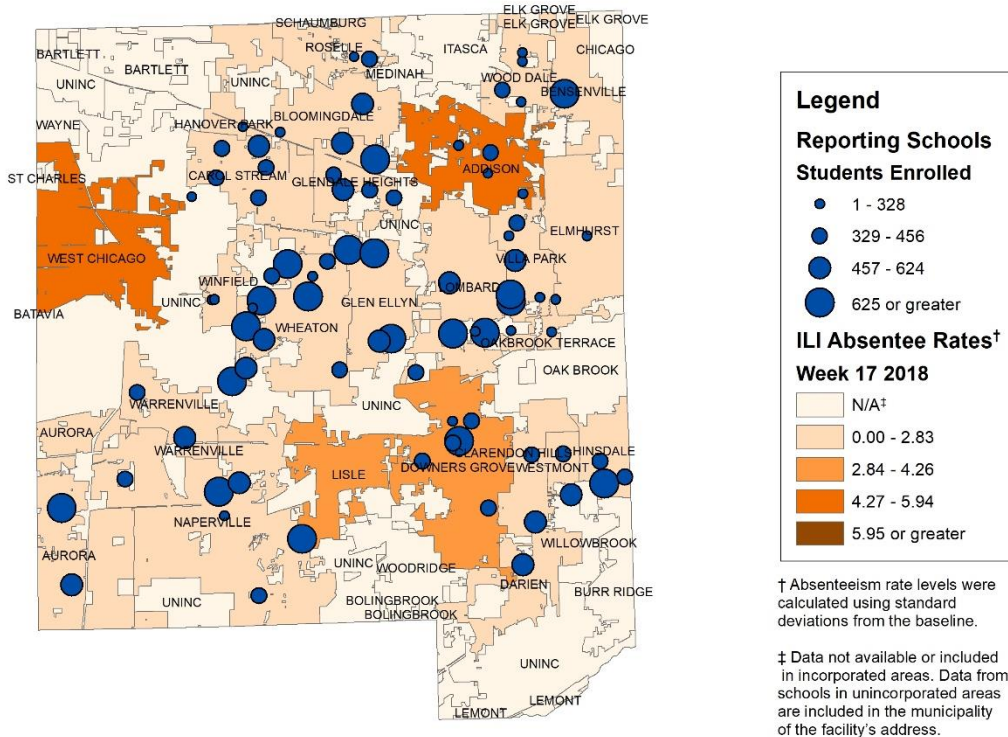 SCHAUMBURG
ELK GROVE
ELK GROVE
ROSELLE
ITASCA
CHICAGO
BARTLETT
BARTLETT
MEDINAH
WOOD DALE
UNINC
UNINC
BENSENVILLE
WAYNE
HANOVER PARK
BLOOMINGDALE
ST CHARLES
CAROL STREAM
GLENDALE HEIGHTS
ADDISON
UNINC
ELMHURST
WEST CHICAGO
VILLA PARK
WINFIELD
LOMBARD
BATAVIA
UNINC
GLEN ELLYN
WHEATON
OAKBROOK TERRACE
OAK BROOK
WARRENVILLE
UNINC
AURORA
WARRENVILLE
CLARENDON HILLS
HINSDALE
LISLE
DOWNERS GROVE
WESTMONT
NAPERVILLE
WILLOWBROOK
AURORA
UNINC
WOODRIDGE
DARIEN
BURR RIDGE
UNINC
BOLINGBROOK
BOLINGBROOK
UNINC
LEMONT
LEMONT
Legend
Reporting Schools
Students Enrolled
1 - 328
329 - 456
457 - 624
625 or greater
ILI Absentee Rates†
Week 17 2018
N/A‡
0.00 - 2.83
2.84 - 4.26
4.27 - 5.94
5.95 or greater
† Absenteeism rate levels were
calculated using standard
deviations from the baseline.
‡ Data not available or included
in incorporated areas. Data from
schools in unincorporated areas
are included in the municipality
of the facility's address.